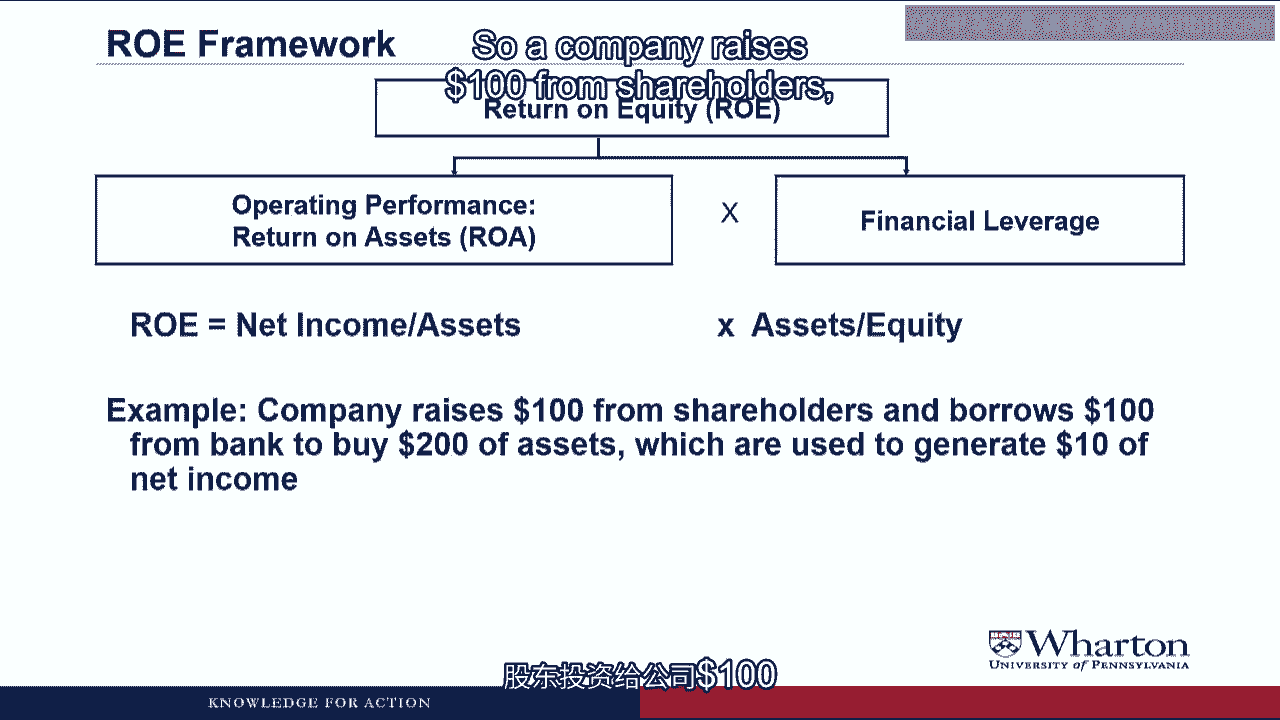 ROE Framework
So a company raises
$100 from shareholders,
Return on Equity (ROE)
Operating Performance:
Return on Assets (ROA)
X
Financial Leverage
ROE = Net Income/Assets
x Assets/Equity
Example: Company raises $100 from shareholders and borrows $100
from bank to buy $200 of assets, which are used to generate $10 of
net income
Wharton
UNIVERSITY of PENNSYLVANIA
股东投资给公司$100
KNOWLEDGE FOR ACTION